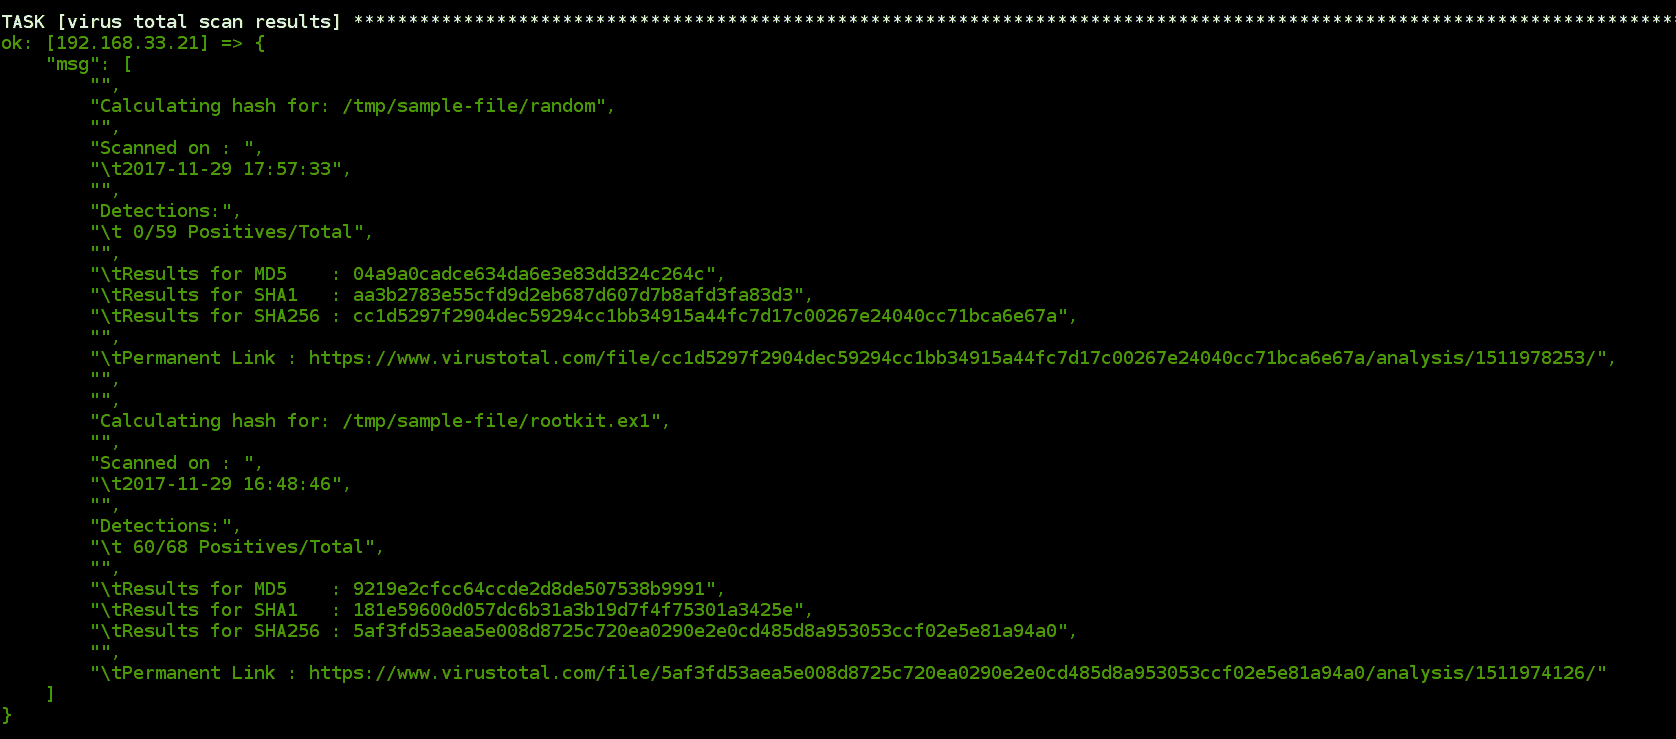 TASK [virus total scan results] *************************************************************************************************************************
ok: [192.168.33.21] => {
    "msg": [
        "",
        "Calculating hash for: /tmp/sample-file/random",
        "",
        "Scanned on : ",
        "\t2017-11-29 17:57:33",
        "",
        "Detections:",
        "\t 0/59 Positives/Total",
        "",
        "\tResults for MD5    : 04a9a0cadce634da6e3e83dd324c264c",
        "\tResults for SHA1   : aa3b2783e55cfd9d2eb687d607d7b8afd3fa83d3",
        "\tResults for SHA256 : cc1d5297f2904dec59294cc1bb34915a44fc7d17c00267e24040cc71bca6e67a",
        "",
        "\tPermanent Link : https://www.virustotal.com/file/cc1d5297f2904dec59294cc1bb34915a44fc7d17c00267e24040cc71bca6e67a/analysis/1511978253/",
        "",
        "",
        "Calculating hash for: /tmp/sample-file/rootkit.ex1",
        "",
        "Scanned on : ",
        "\t2017-11-29 16:48:46",
        "",
        "Detections:",
        "\t 60/68 Positives/Total",
        "",
        "\tResults for MD5    : 9219e2cfcc64ccde2d8de507538b9991",
        "\tResults for SHA1   : 181e59600d057dc6b31a3b19d7f4f75301a3425e",
        "\tResults for SHA256 : 5af3fd53aea5e008d8725c720ea0290e2e0cd485d8a953053ccf02e5e81a94a0",
        "",
        "\tPermanent Link : https://www.virustotal.com/file/5af3fd53aea5e008d8725c720ea0290e2e0cd485d8a953053ccf02e5e81a94a0/analysis/1511974126/"
    ]
}